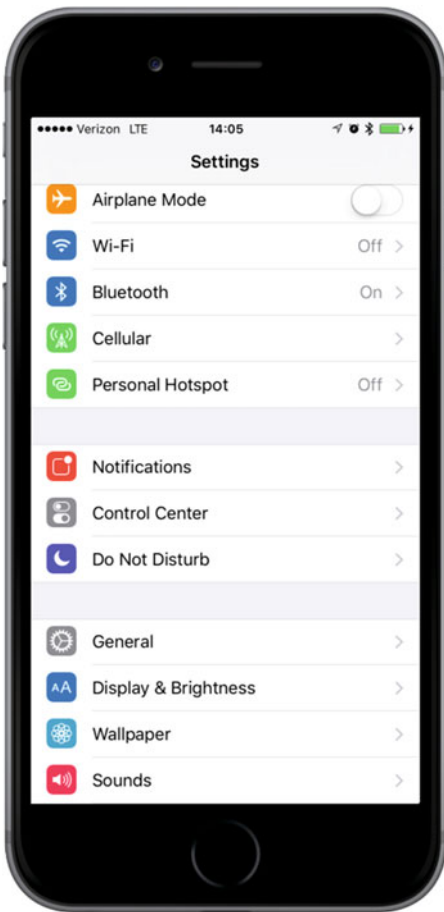 Verizon LTE 14:05
Settings
Airplane Mode
Wi-Fi Off
Bluetooth On
Cellular
Personal Hotspot Off
Notifications
Control Center
Do Not Disturb
General
AA Display & Brightness
Wallpaper
Sounds